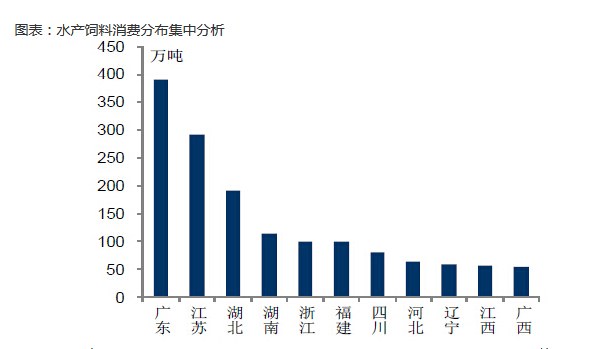 图表：水产饲料消费分布集中分析
万吨
450
400
350
300
250
200
150
100
50
0
广东
江苏
湖北
湖南
浙江
福建
四川
河北
辽宁
江西
广西